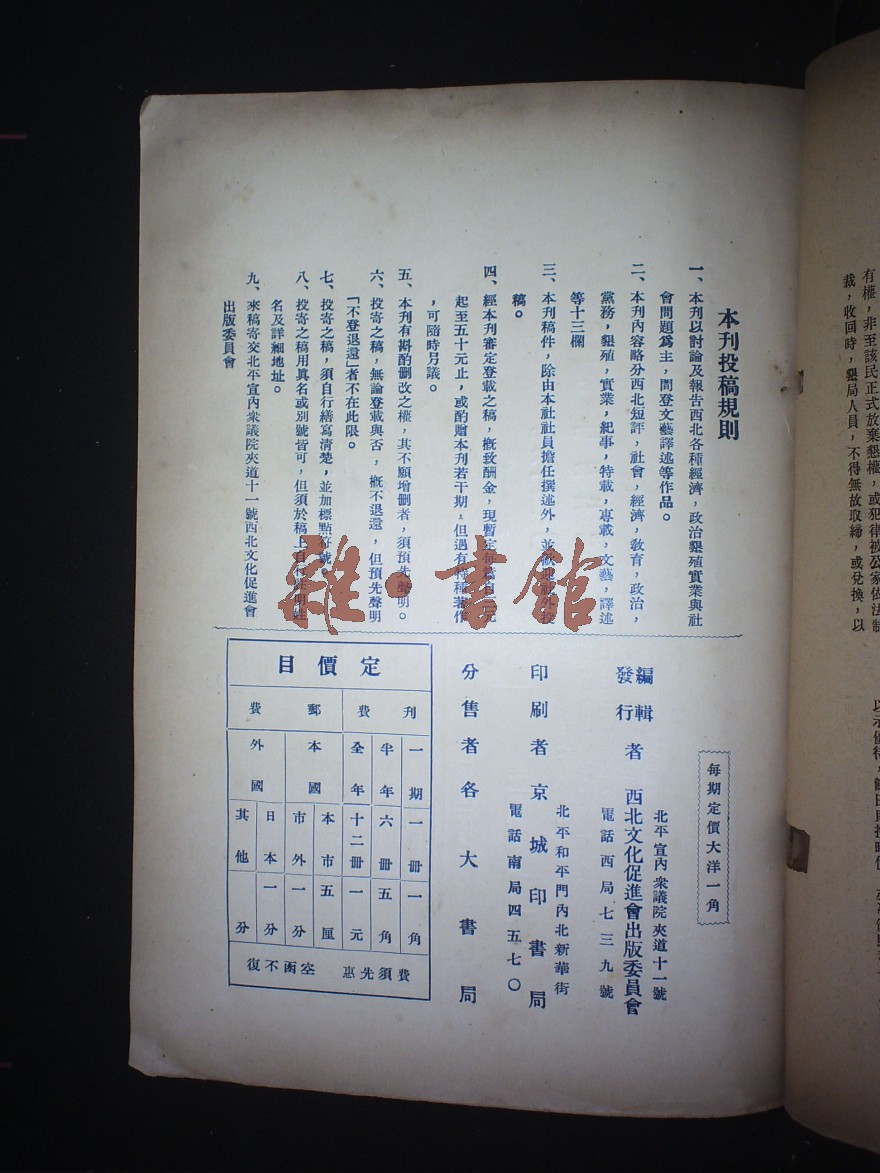 本刊投稿規則
一、本刊以討論及報告西北各種經濟，政治墾殖實業與社
會問題爲主，間登文藝譯述等作品。
二、本刊內容略分西北短評，社會，經濟，敎育，政治，
黨務，墾殖，實業，紀事，特載，專載，文藝，譯述
等十三欄
三、本刊稿件，除由本社社員擔任撰述外，並歡迎
稿。
四、經本刊審定登載之稿，槪致酬金，現暫定每篇自
起至五十元止，或酌贈本刊若干期，但遇有特種著作
，可隨時另議。
五、本刊有斟酌刪改之權，其不願增刪者，須預先聲明。
六、投寄之稿，無論登載與否，槪不退還，但預先聲明
「不登退還」者不在此限。
七、投寄之稿，須自行繕寫清楚，並加標點符號。
八、投寄之稿用眞名或別號皆可，但須於稿上自行註明姓
名及詳細地址。
九、來稿寄交北平宣內衆議院夾道十一號西北文化促進會
出版委員會
每期定價大洋一角
北平宣內衆議院夾道十一號
編輯發行者 西北文化促進會出版委員會
電話西局七三九號
北平和平門內北新華街
印刷者 京城印書局
電話南局四五七〇
分售者 各大書局
定價目
刊費 郵費
一期 一冊 一角
半年 六冊 五角
全年 十二冊 一元
本國 本市 五厘
市外 一分
外國 日本 一分
其他 分
費須先惠 空函不復
有權，非至該民正式放棄墾權，或犯律被公家依法制
裁，收回時，墾局人員，不得無故取締，或兌換，以